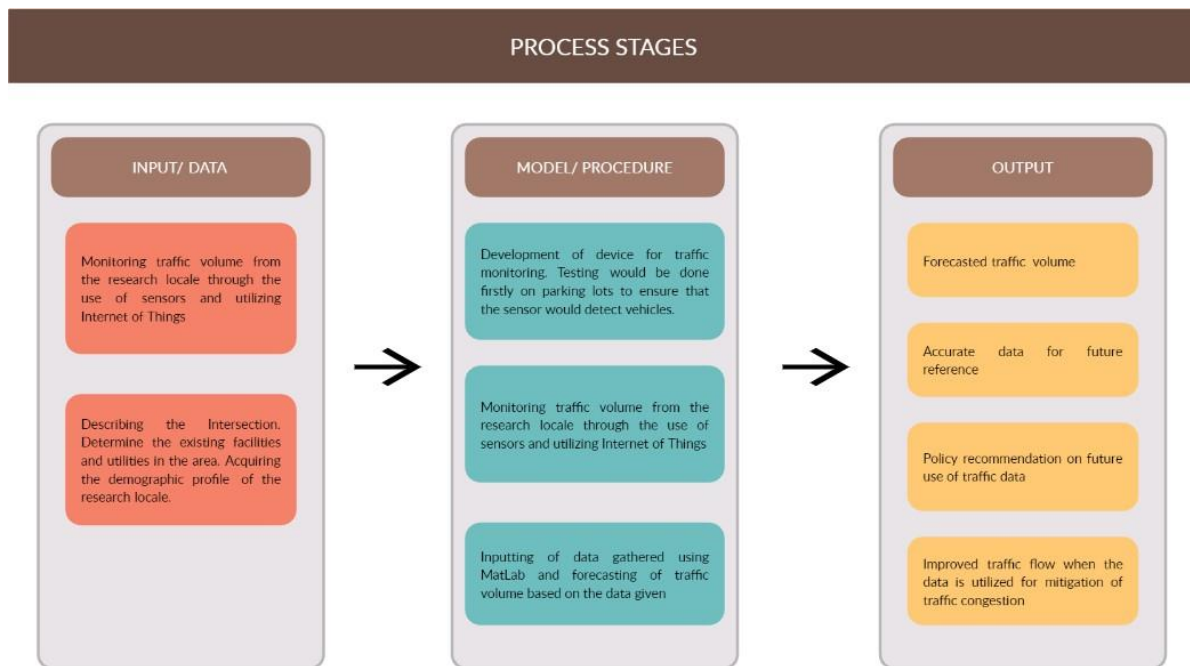 PROCESS STAGES
INPUT/ DATA
Monitoring traffic volume from
the research locale through the
use of sensors and utilizing
Internet of Things
Describing the Intersection.
Determine the existing facilities
and utilities in the area. Acquiring
the demographic profile of the
research locale.
MODEL/ PROCEDURE
Development of device for traffic
monitoring. Testing would be done
firstly on parking lots to ensure that
the sensor would detect vehicles.
Monitoring traffic volume from the
research locale through the use of
sensors and utilizing Internet of Things
Inputting of data gathered using
MatLab and forecasting of traffic
volume based on the data given
OUTPUT
Forecasted traffic volume
Accurate data for future
reference
Policy recommendation on future
use of traffic data
Improved traffic flow when the
data is utilized for mitigation of
traffic congestion